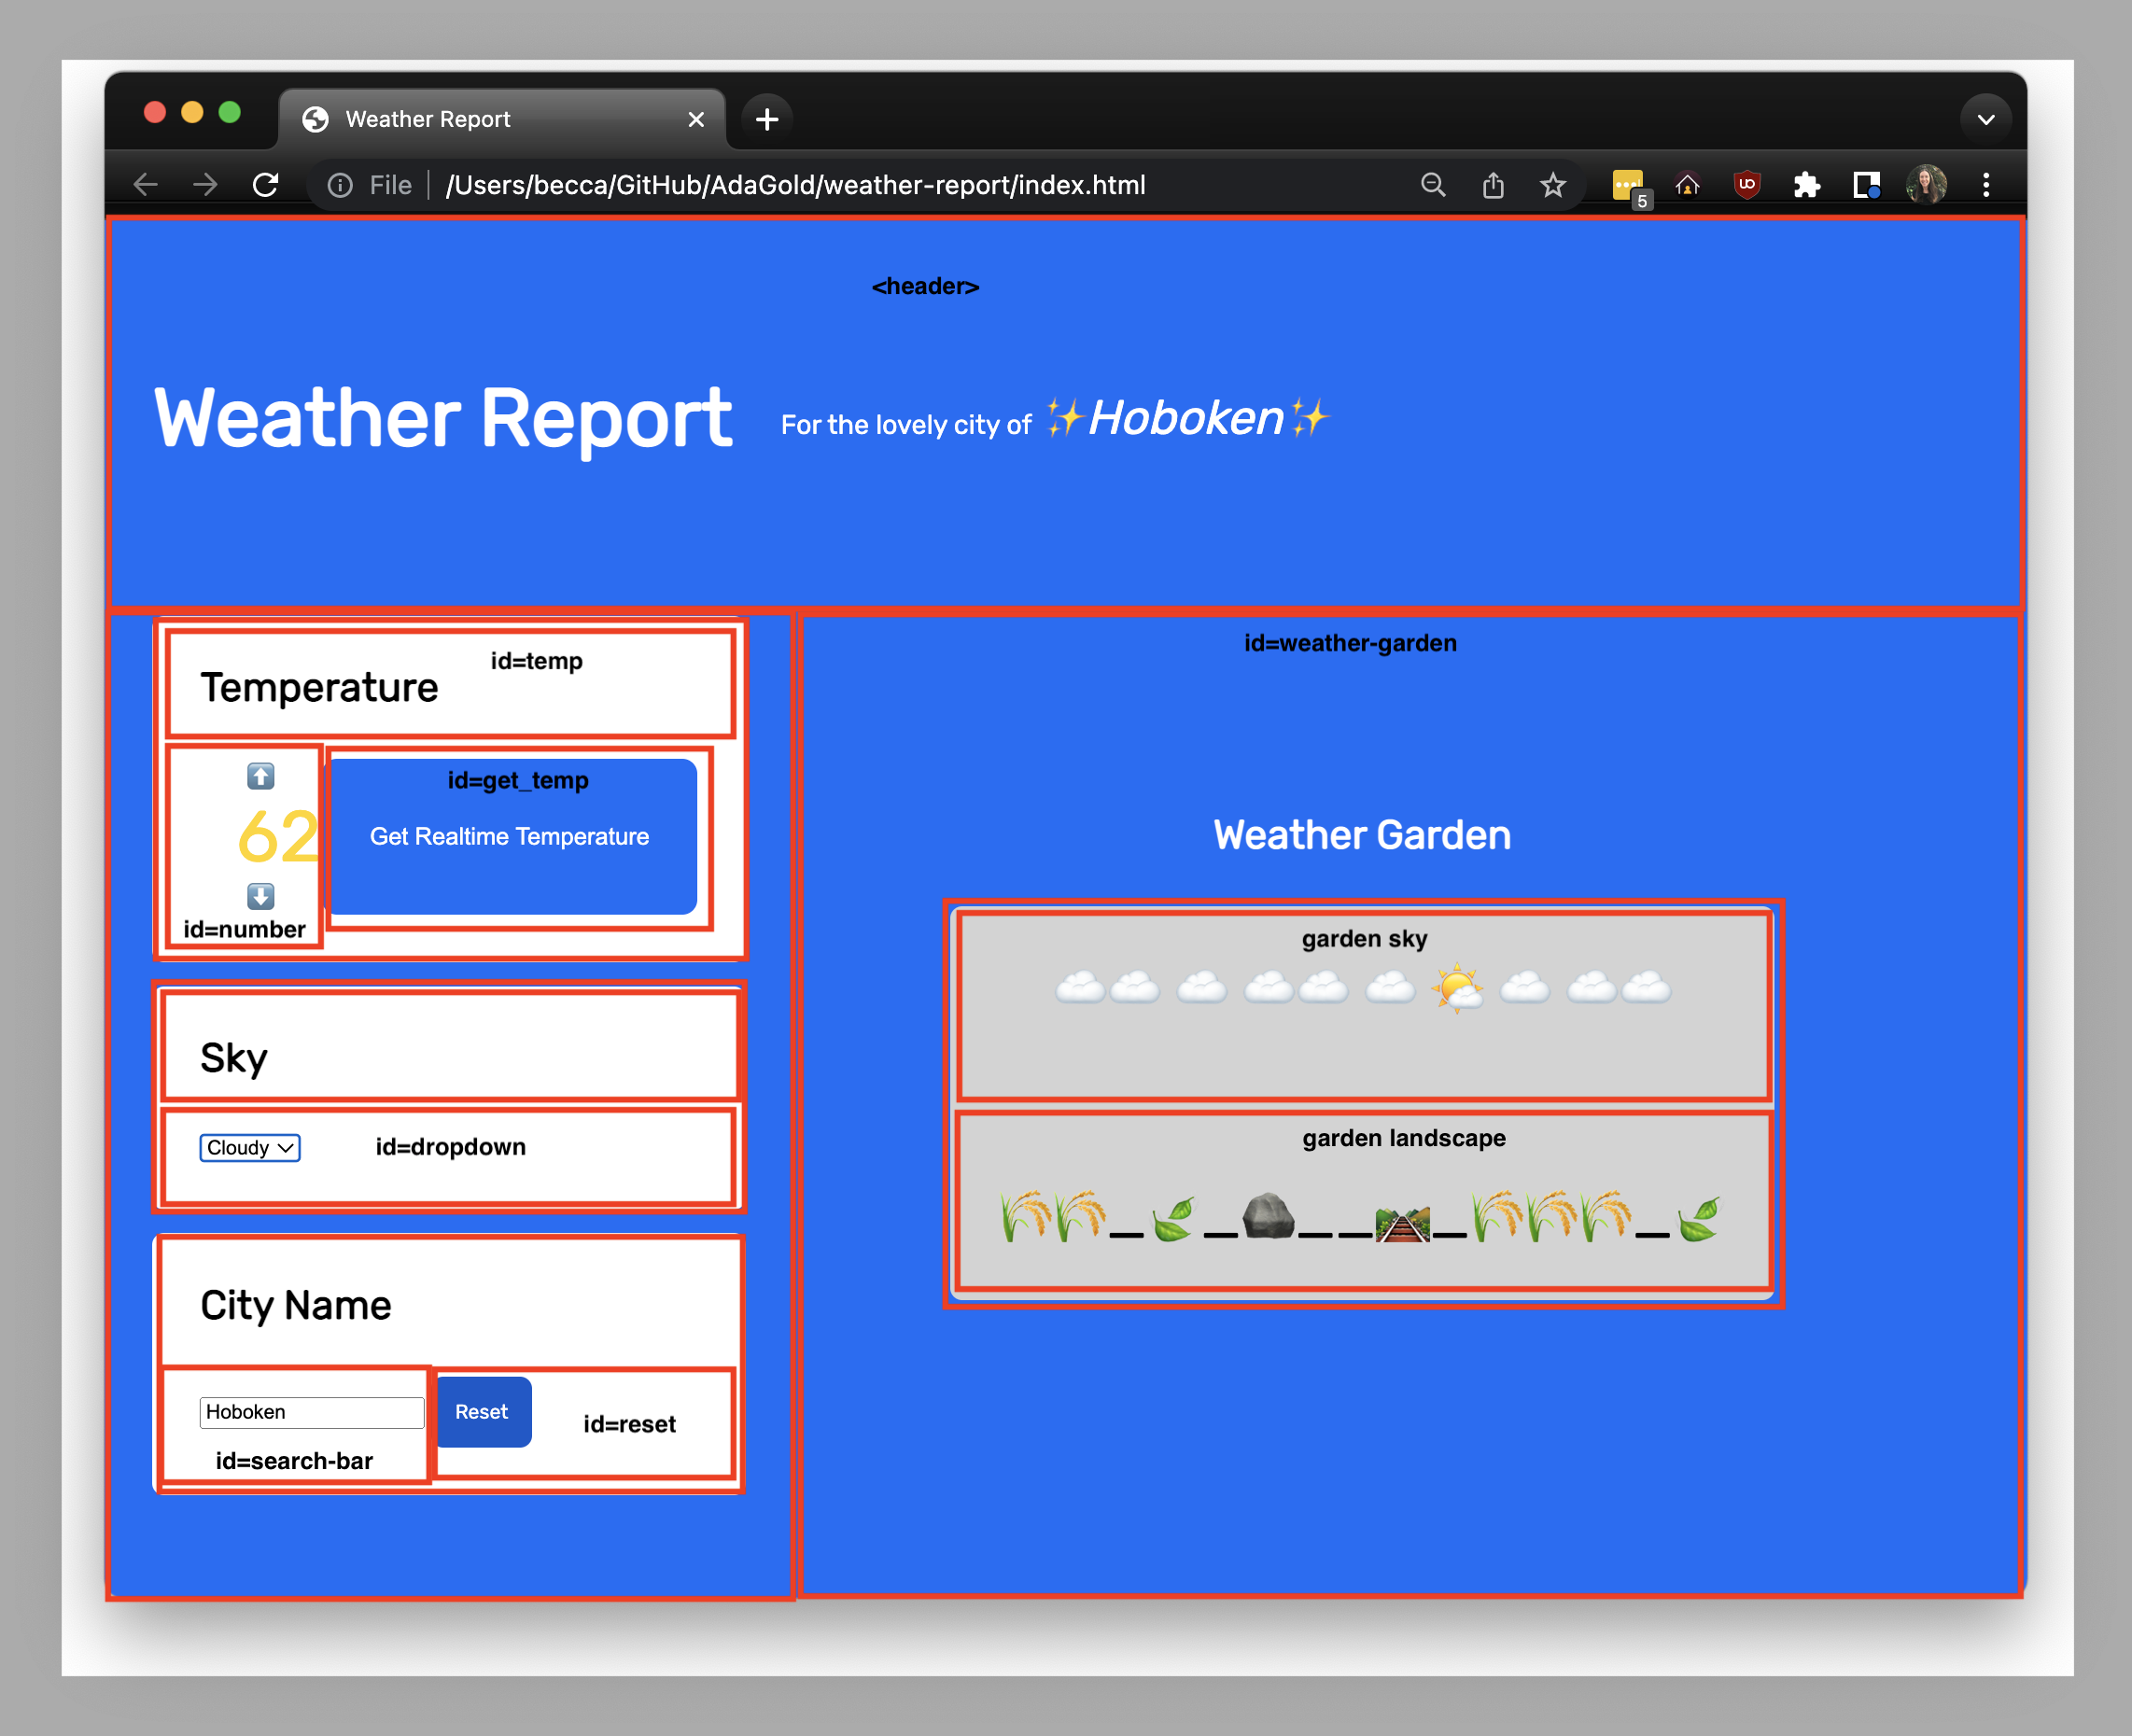 Weather Report
File /Users/becca/GitHub/AdaGold/weather-report/index.html
5
<header>
Weather Report For the lovely city of ✨Hoboken✨
id=temp
Temperature
id=get_temp
62
Get Realtime Temperature
id=number
Sky
Cloudy
id=dropdown
City Name
Hoboken
Reset
id=reset
id=search-bar
id=weather-garden
Weather Garden
garden sky
☁️☁️ ☁️ ☁️☁️ ☁️ 🌤 ☁️ ☁️☁️
garden landscape
🌾🌾_🍃_🪨__🛤_🌾🌾🌾_🍃